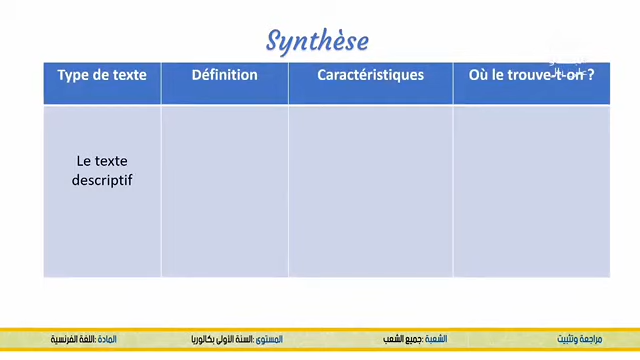 Synthèse
Type de texte Définition Caractéristiques Où le trouve-t-on ?
Le texte
descriptif
المادة :اللغة الفرنسية المستوى :السنة الأولى بكالوريا الشعبة :جميع الشعب مراجعة وتثبيت